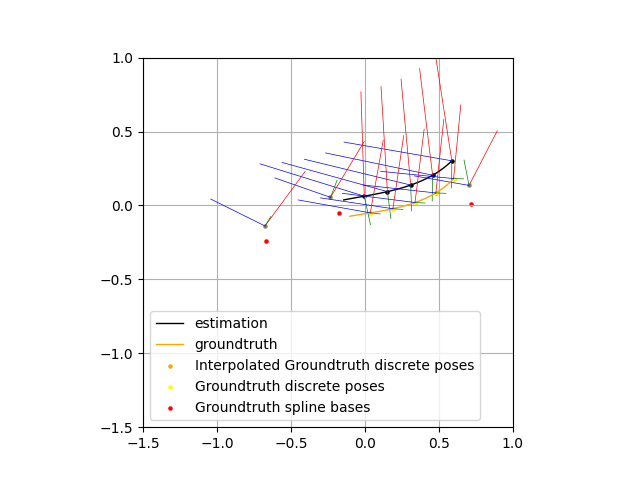 1.0
0.5
0.0
−0.5
−1.0
−1.5
estimation
groundtruth
Interpolated Groundtruth discrete poses
Groundtruth discrete poses
Groundtruth spline bases
−1.5 −1.0 −0.5 0.0 0.5 1.0